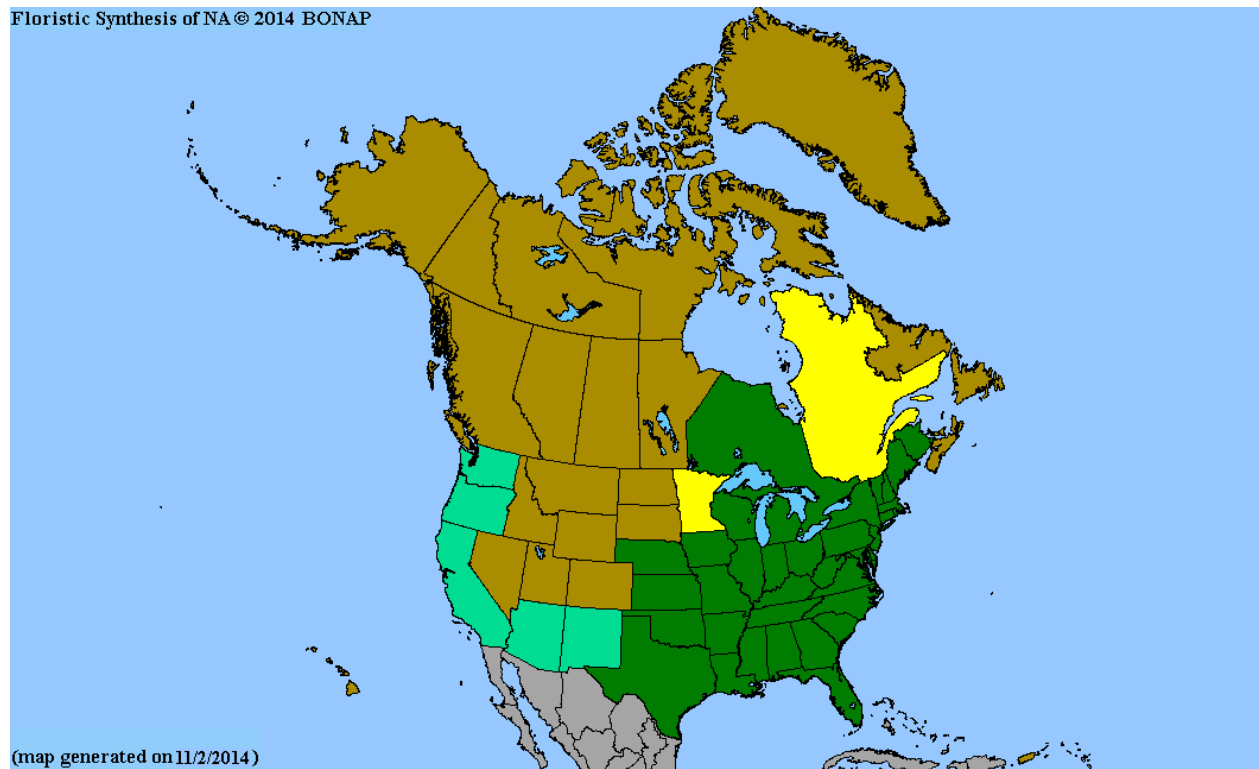 Floristic Synthesis of NA © 2014 BONAP
(map generated on 11/2/2014)